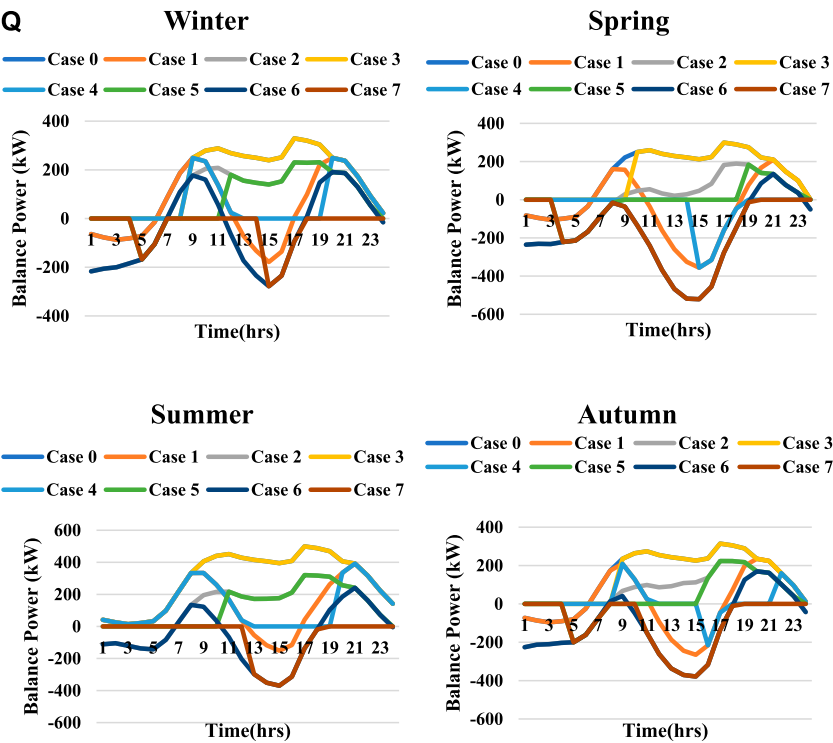 Q
Winter
Case 0 Case 1 Case 2 Case 3
Case 4 Case 5 Case 6 Case 7
Balance Power (kW)
400
200
0
-200
-400
1 3 5 7 9 11 13 15 17 19 21 23
Time(hrs)
Spring
Case 0 Case 1 Case 2 Case 3
Case 4 Case 5 Case 6 Case 7
Balance Power (kW)
400
200
0
-200
-400
-600
1 3 5 7 9 11 13 15 17 19 21 23
Time(hrs)
Summer
Case 0 Case 1 Case 2 Case 3
Case 4 Case 5 Case 6 Case 7
Balance Power (kW)
600
400
200
0
-200
-400
-600
1 3 5 7 9 11 13 15 17 19 21 23
Time(hrs)
Autumn
Case 0 Case 1 Case 2 Case 3
Case 4 Case 5 Case 6 Case 7
Balance Power (kW)
400
200
0
-200
-400
-600
1 3 5 7 9 11 13 15 17 19 21 23
Time(hrs)